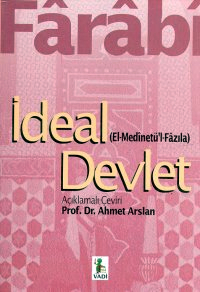 Fârâbî
İdeal
(El-Medinetü'l-Fâzıla)
Devlet
Açıklamalı Çeviri
Prof. Dr. Ahmet Arslan
VADİ